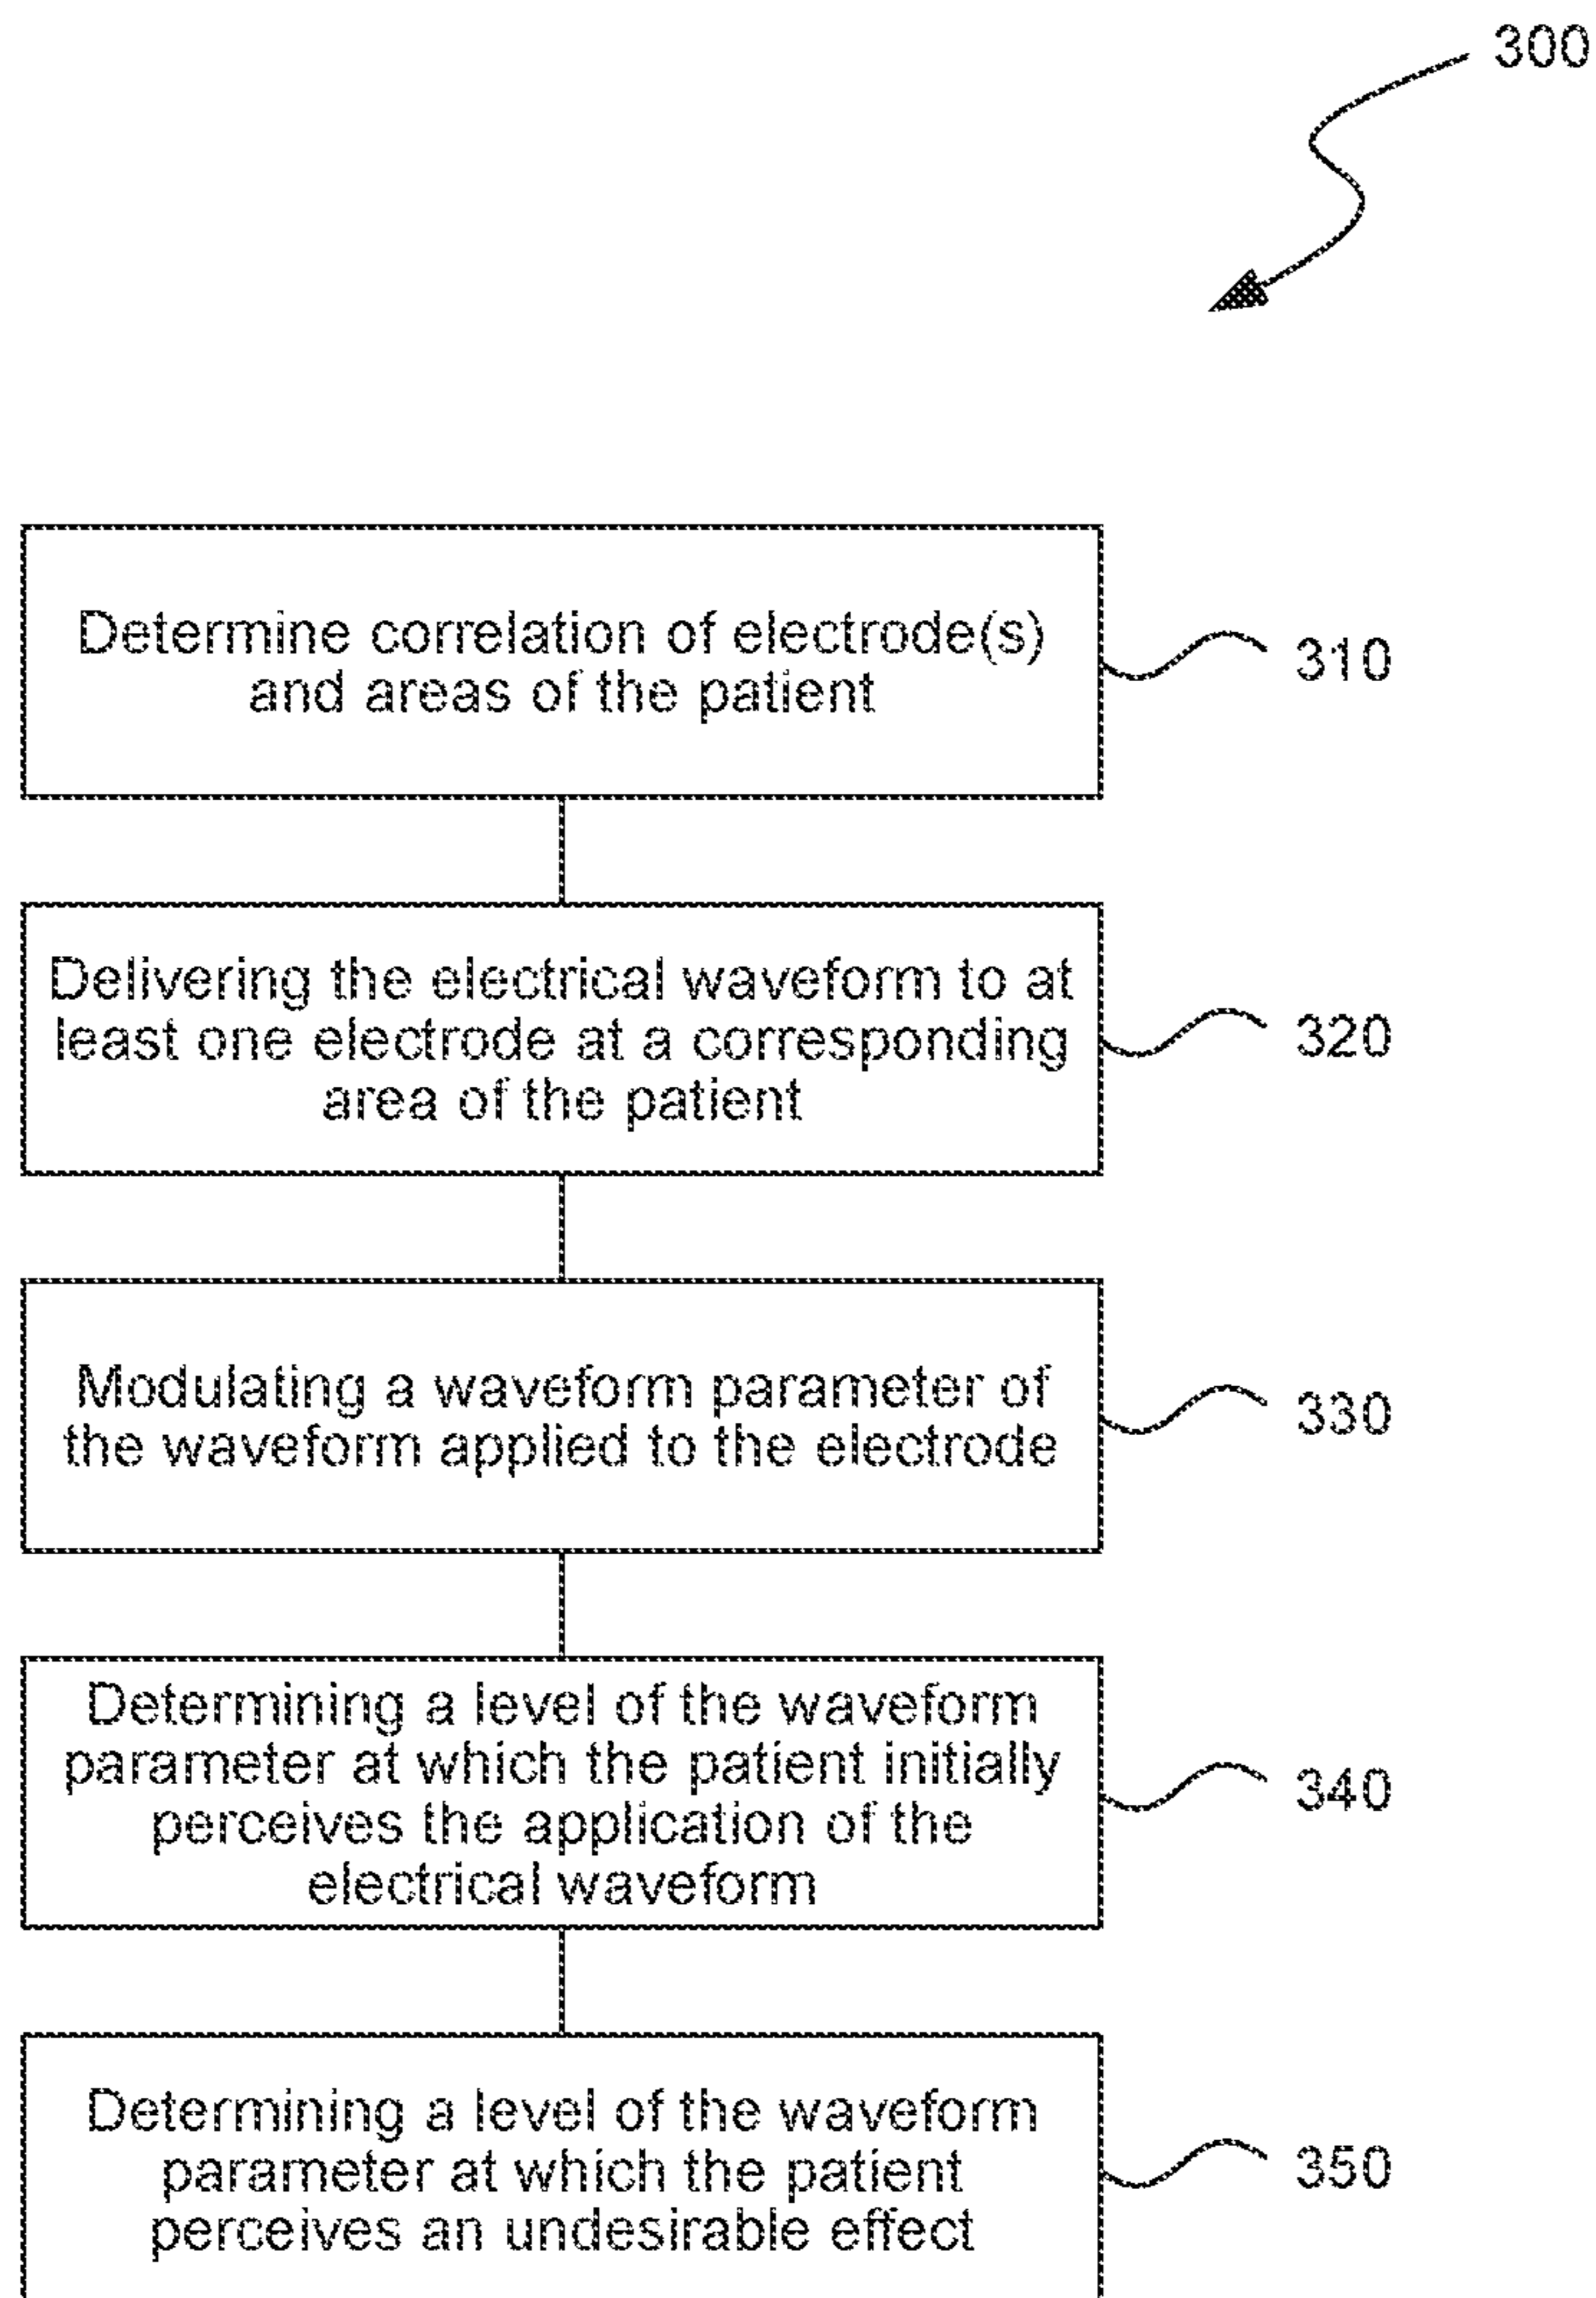 300
Determine correlation of electrode(s)
and areas of the patient
310
Delivering the electrical waveform to at
least one electrode at a corresponding
area of the patient
320
Modulating a waveform parameter of
the waveform applied to the electrode
330
Determining a level of the waveform
parameter at which the patient initially
perceives the application of the
electrical waveform
340
Determining a level of the waveform
parameter at which the patient
perceives an undesirable effect
350